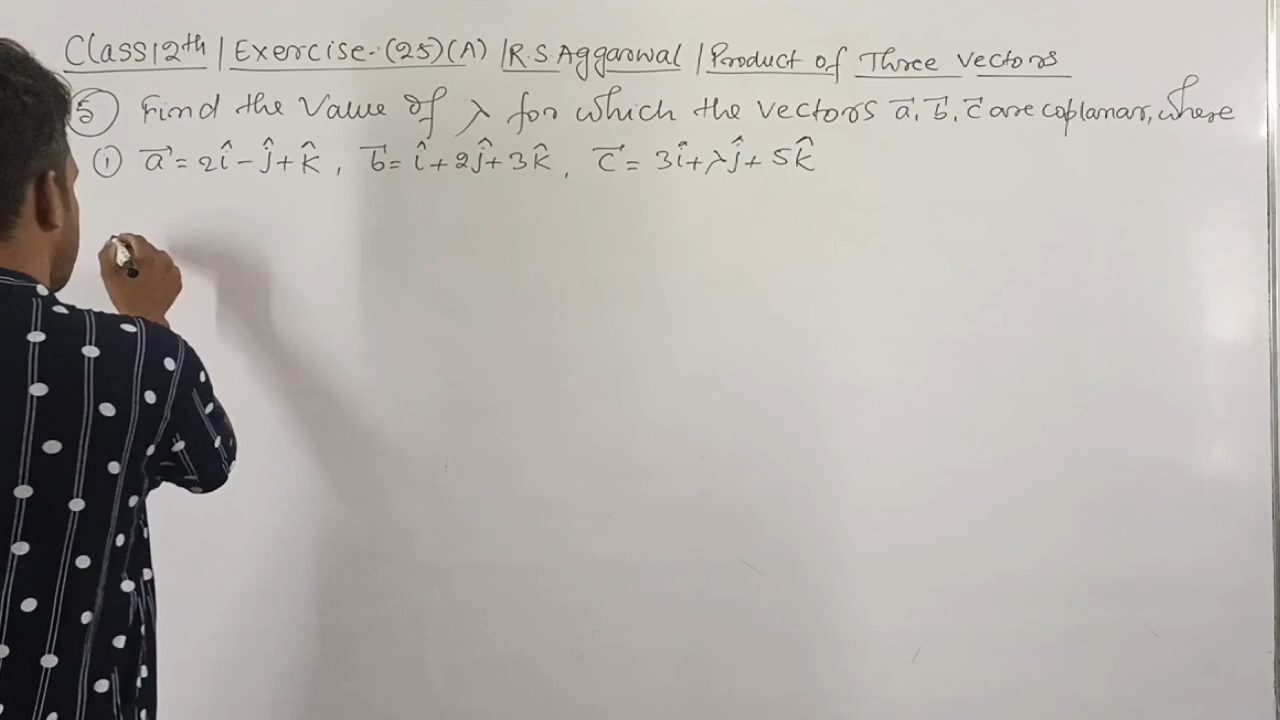 Class 12th | Exercise-(25)(A) | R.S Aggarwal | Product of Three Vectors
5 Find the Value of λ for which the vectors a⃗, b⃗, c⃗ are coplanar, where
① a⃗ = 2î - ĵ + k̂, b⃗ = î + 2ĵ + 3k̂, c⃗ = 3î + λĵ + 5k̂